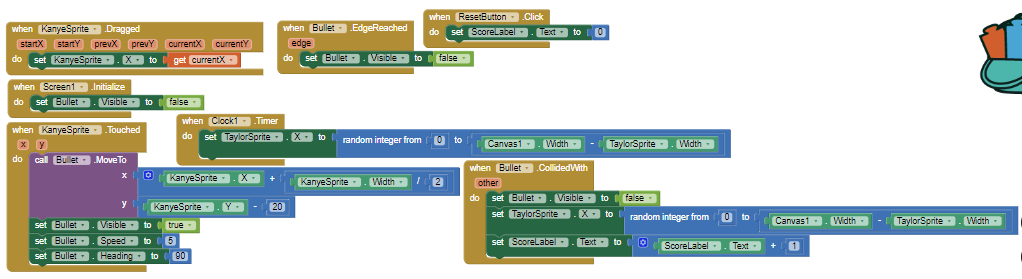 when KanyeSprite .Dragged
startX startY prevX prevY currentX currentY
do set KanyeSprite . X to get currentX
when Bullet .EdgeReached
edge
do set Bullet . Visible to false
when ResetButton .Click
do set ScoreLabel . Text to 0
when Screen1 .Initialize
do set Bullet . Visible to false
when Clock1 .Timer
do set TaylorSprite . X to random integer from 0 to Canvas1 . Width - TaylorSprite . Width
when KanyeSprite .Touched
x y
do call Bullet .MoveTo
x KanyeSprite . X + KanyeSprite . Width / 2
y KanyeSprite . Y - 20
set Bullet . Visible to true
set Bullet . Speed to 5
set Bullet . Heading to 90
when Bullet .CollidedWith
other
do set Bullet . Visible to false
set TaylorSprite . X to random integer from 0 to Canvas1 . Width - TaylorSprite . Width
set ScoreLabel . Text to ScoreLabel . Text + 1